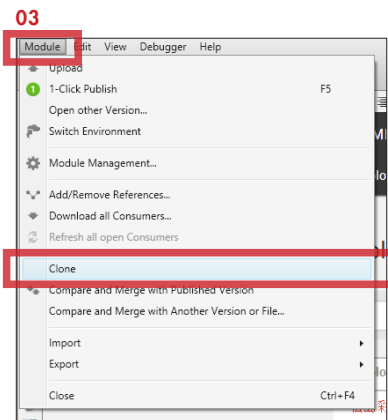 03
Module Edit View Debugger Help
Upload
1-Click Publish F5
Open other Version...
Switch Environment
Module Management...
Add/Remove References...
Download all Consumers...
Refresh all open Consumers
Clone
Compare and Merge with Published Version
Compare and Merge with Another Version or File...
Import
Export
Close Ctrl+F4